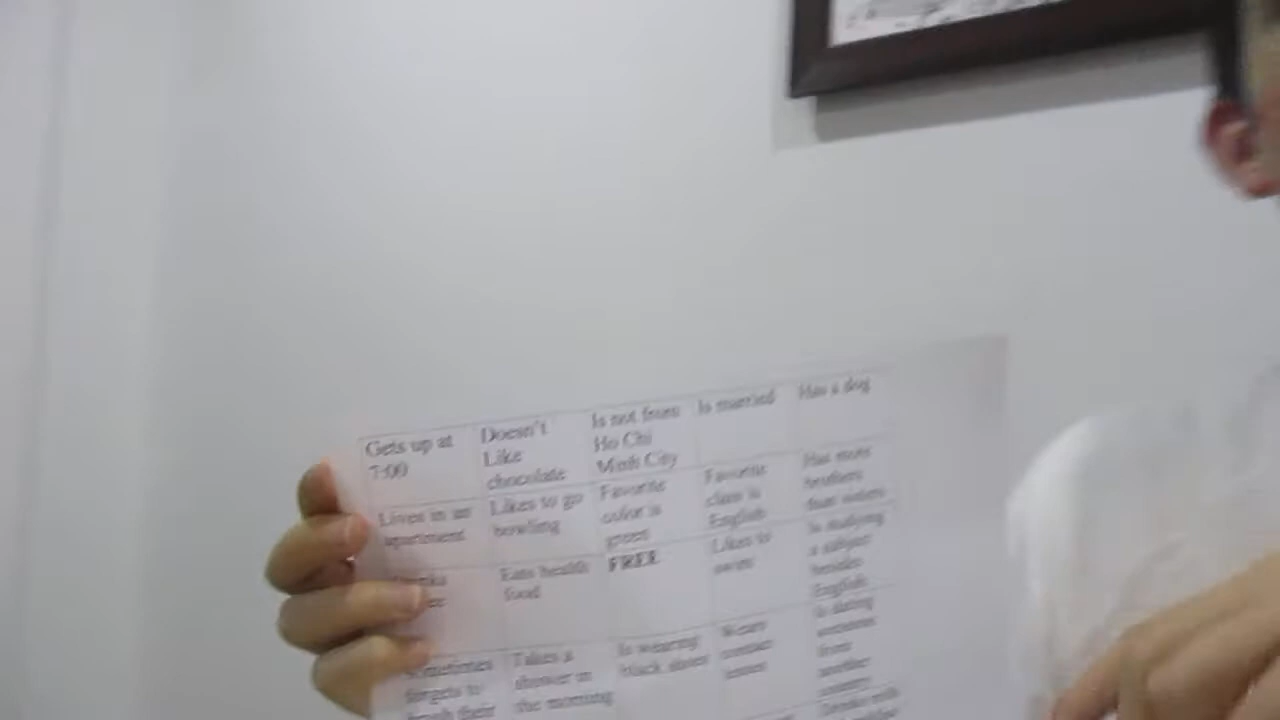 Gets up at
7:00
Doesn't
Like
chocolate
Is not from
Ho Chi
Minh City
Is married
Has a dog
Lives in an
apartment
Likes to go
bowling
Favorite
color is
green
Favorite
class is
English
Has more
brothers
than sisters
Eats health
food
FREE
Likes to
swim
Is studying
a subject
besides
English
Sometimes
forgets to
brush their
Takes a
shower in
the morning
Is wearing
black shoes
Wears
contact
lenses
Is dating
someone
from
another
country